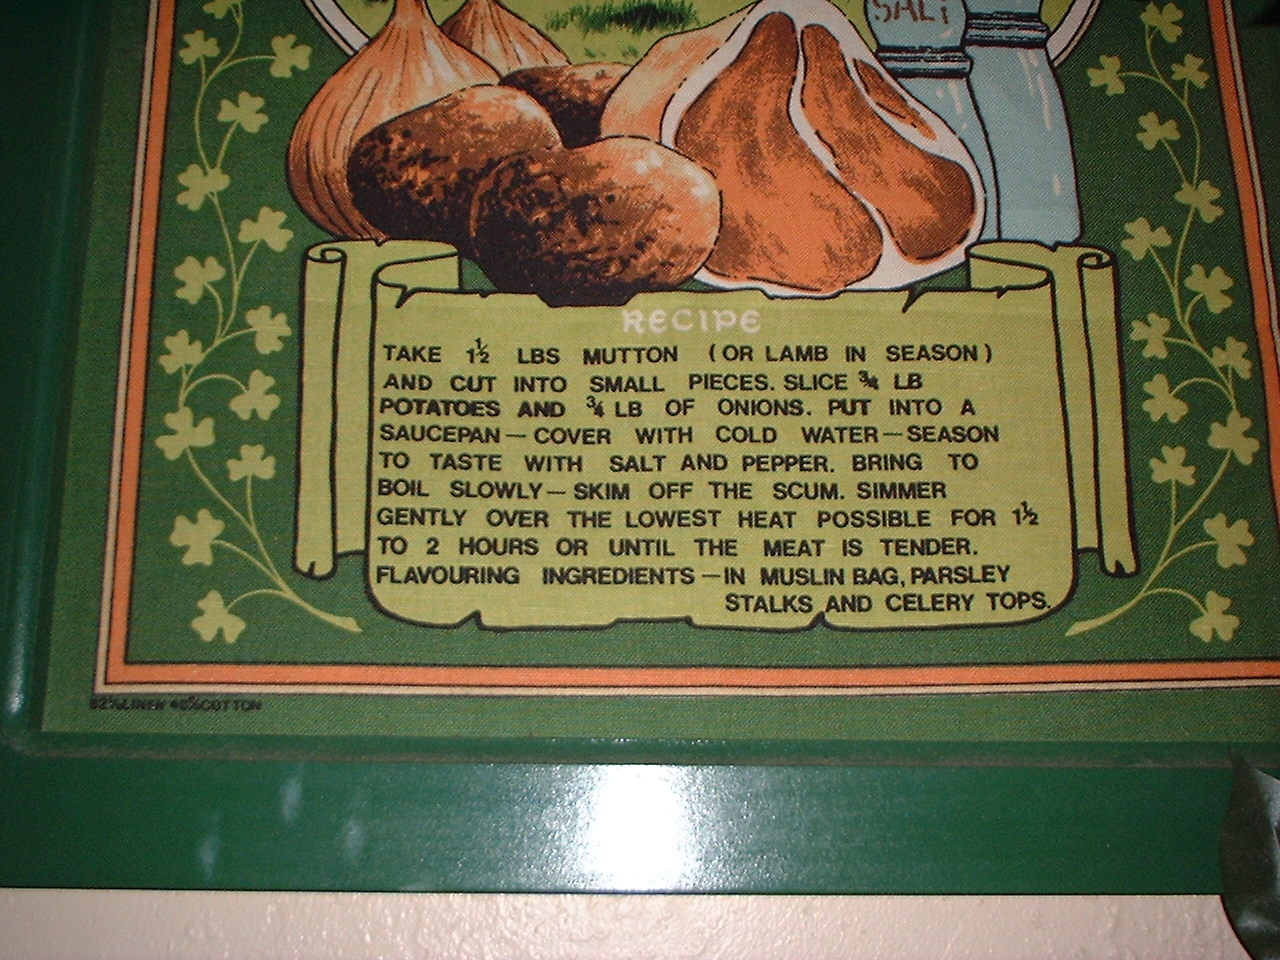 SALT
RECIPE
TAKE 1½ LBS MUTTON (OR LAMB IN SEASON)
AND CUT INTO SMALL PIECES. SLICE ¾ LB
POTATOES AND ¾ LB OF ONIONS. PUT INTO A
SAUCEPAN — COVER WITH COLD WATER — SEASON
TO TASTE WITH SALT AND PEPPER. BRING TO
BOIL SLOWLY — SKIM OFF THE SCUM. SIMMER
GENTLY OVER THE LOWEST HEAT POSSIBLE FOR 1½
TO 2 HOURS OR UNTIL THE MEAT IS TENDER.
FLAVOURING INGREDIENTS — IN MUSLIN BAG, PARSLEY
STALKS AND CELERY TOPS.
LINEN COTTON